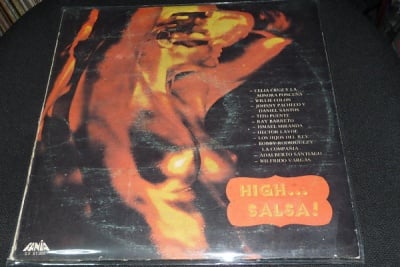 - CELIA CRUZ Y LA
SONORA PONCEÑA
- WILLIE COLON
- JOHNNY PACHECO Y
DANIEL SANTOS
- TITO PUENTE
- RAY BARRETO
- ISMAEL MIRANDA
- HECTOR LAVOE
- LOS HIJOS DEL REY
- BOBBY RODRIGUEZ Y
LA COMPAÑIA
- ADALBERTO SANTIAGO
- WILFRIDO VARGAS
HIGH...
SALSA!
FANIA